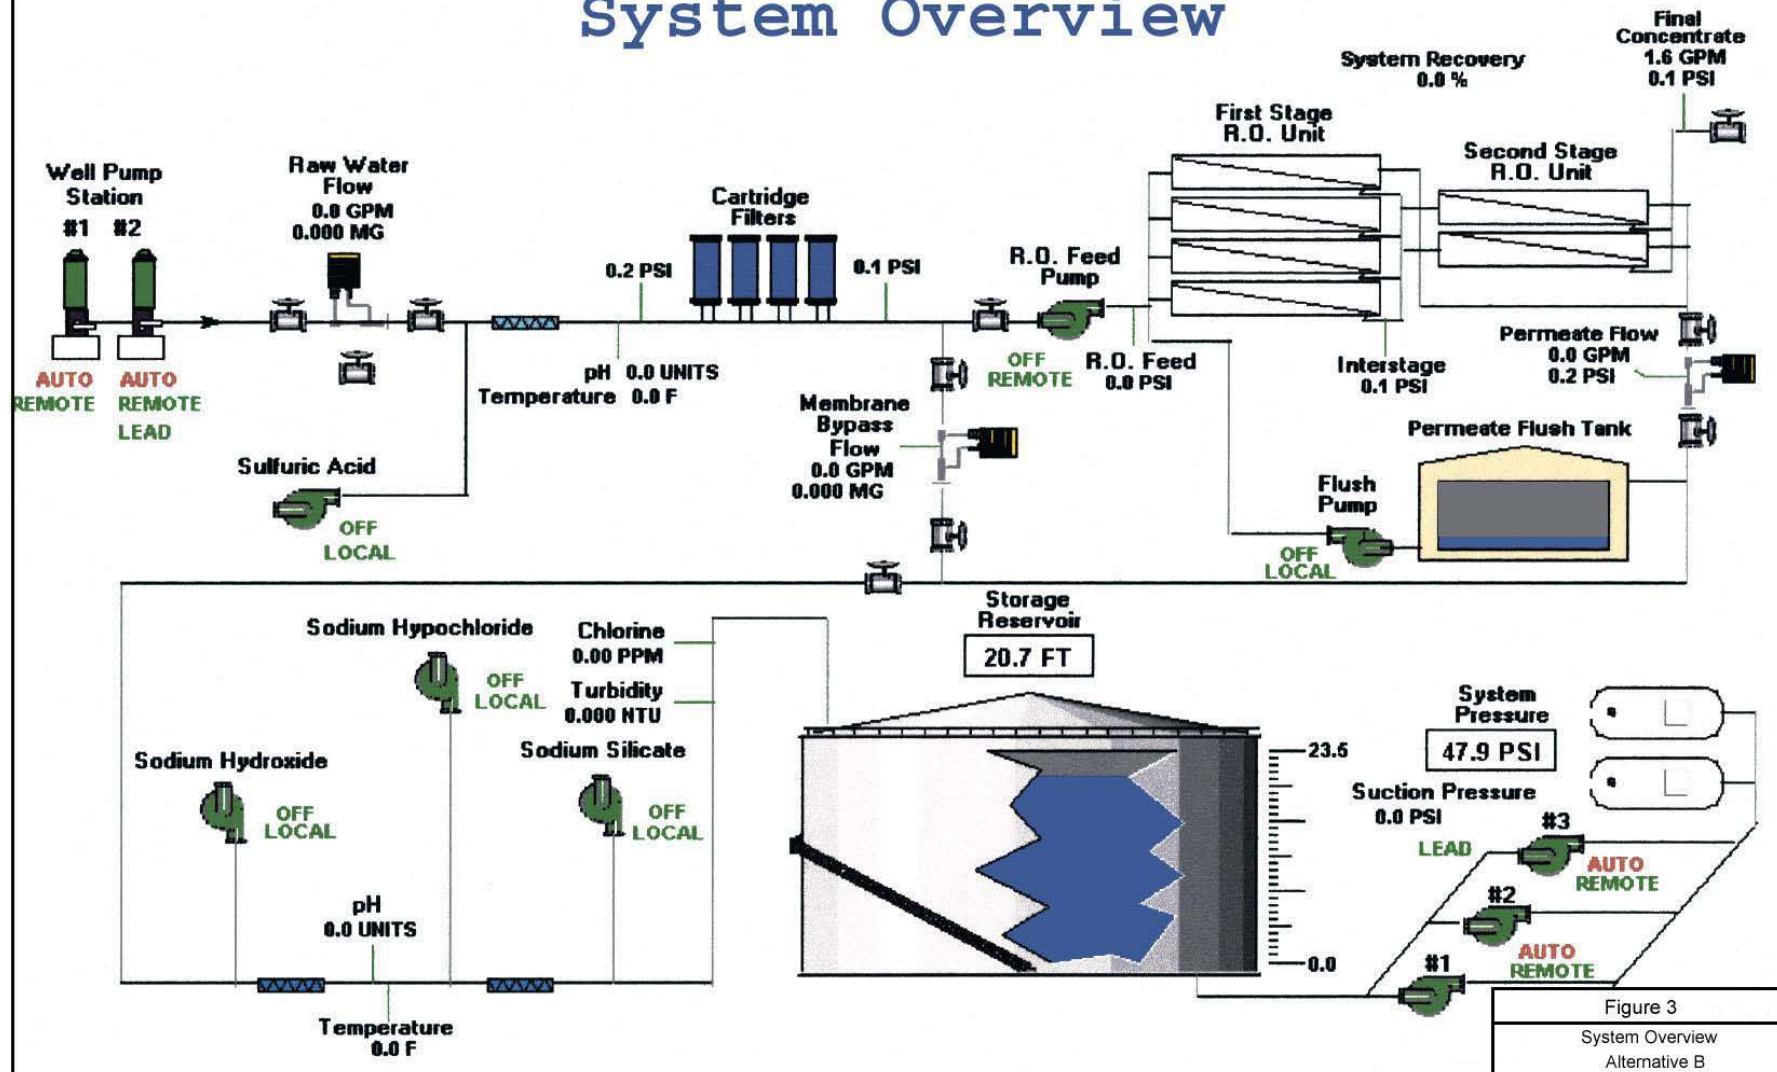 System Overview
Final
Concentrate
1.6 GPM
0.1 PSI
System Recovery
0.0 %
First Stage
R.O. Unit
Second Stage
R.O. Unit
Well Pump
Station
#1 #2
Raw Water
Flow
0.0 GPM
0.000 MG
Cartridge
Filters
0.2 PSI
0.1 PSI
R.O. Feed
Pump
AUTO
REMOTE
AUTO
REMOTE
LEAD
pH 0.0 UNITS
Temperature 0.0 F
OFF
REMOTE
R.O. Feed
0.0 PSI
Interstage
0.1 PSI
Permeate Flow
0.0 GPM
0.2 PSI
Membrane
Bypass
Flow
0.0 GPM
0.000 MG
Permeate Flush Tank
Sulfuric Acid
OFF
LOCAL
Flush
Pump
OFF
LOCAL
Sodium Hypochloride
OFF
LOCAL
Chlorine
0.00 PPM
Turbidity
0.000 NTU
Storage
Reservoir
20.7 FT
Sodium Hydroxide
OFF
LOCAL
Sodium Silicate
OFF
LOCAL
23.5
0.0
System
Pressure
47.9 PSI
Suction Pressure
0.0 PSI
LEAD
#3
AUTO
REMOTE
#2
AUTO
REMOTE
#1
pH
0.0 UNITS
Temperature
0.0 F
Figure 3
System Overview
Alternative B